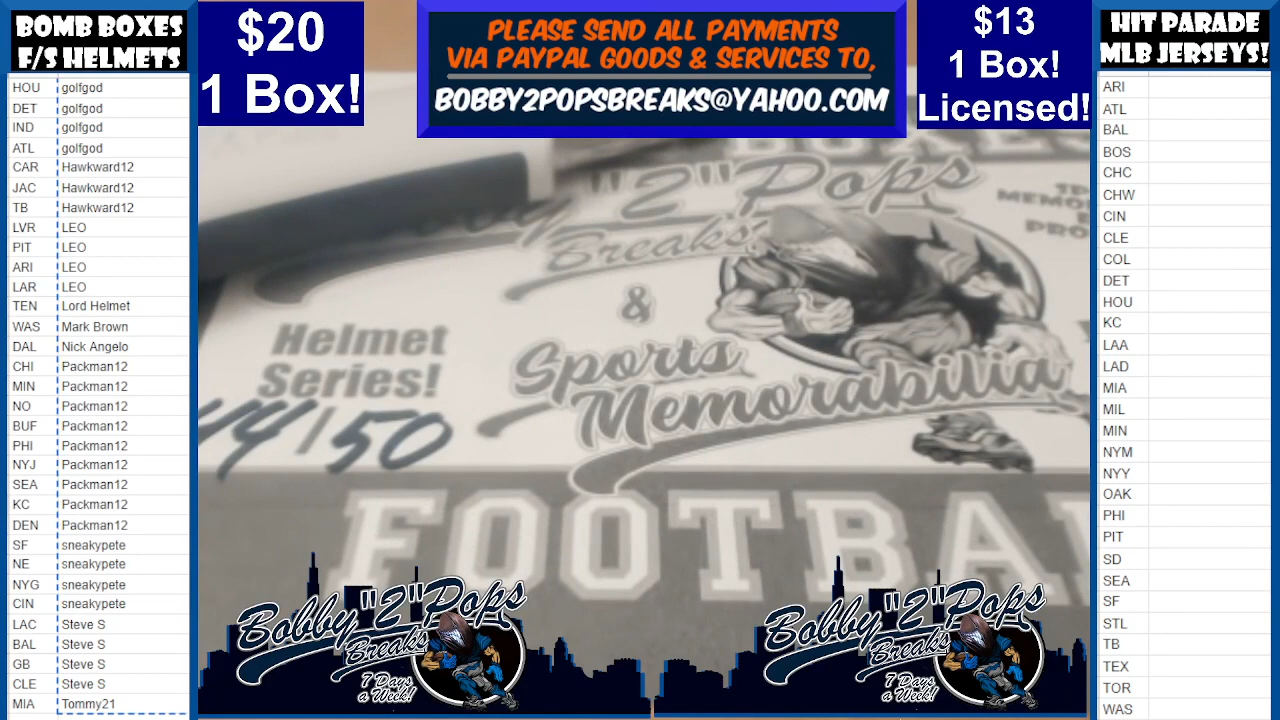 BOMB BOXES
F/S HELMETS
HOU golfgod
DET golfgod
IND golfgod
ATL golfgod
CAR Hawkward12
JAC Hawkward12
TB Hawkward12
LVR LEO
PIT LEO
ARI LEO
LAR LEO
TEN Lord Helmet
WAS Mark Brown
DAL Nick Angelo
CHI Packman12
MIN Packman12
NO Packman12
BUF Packman12
PHI Packman12
NYJ Packman12
SEA Packman12
KC Packman12
DEN Packman12
SF sneakypete
NE sneakypete
NYG sneakypete
CIN sneakypete
LAC Steve S
BAL Steve S
GB Steve S
CLE Steve S
MIA Tommy21
$20
1 Box!
PLEASE SEND ALL PAYMENTS
VIA PAYPAL GOODS & SERVICES TO,
BOBBY2POPSBREAKS@YAHOO.COM
$13
1 Box!
Licensed!
"2" Pops
Breaks
&
Sports
Memorabilia
Helmet
Series!
44/50
FOOTBA
Bobby "2" Pops
Breaks
7 Days
a Week!
Bobby "2" Pops
Breaks
7 Days
a Week!
HIT PARADE
MLB JERSEYS!
ARI
ATL
BAL
BOS
CHC
CHW
CIN
CLE
COL
DET
HOU
KC
LAA
LAD
MIA
MIL
MIN
NYM
NYY
OAK
PHI
PIT
SD
SEA
SF
STL
TB
TEX
TOR
WAS